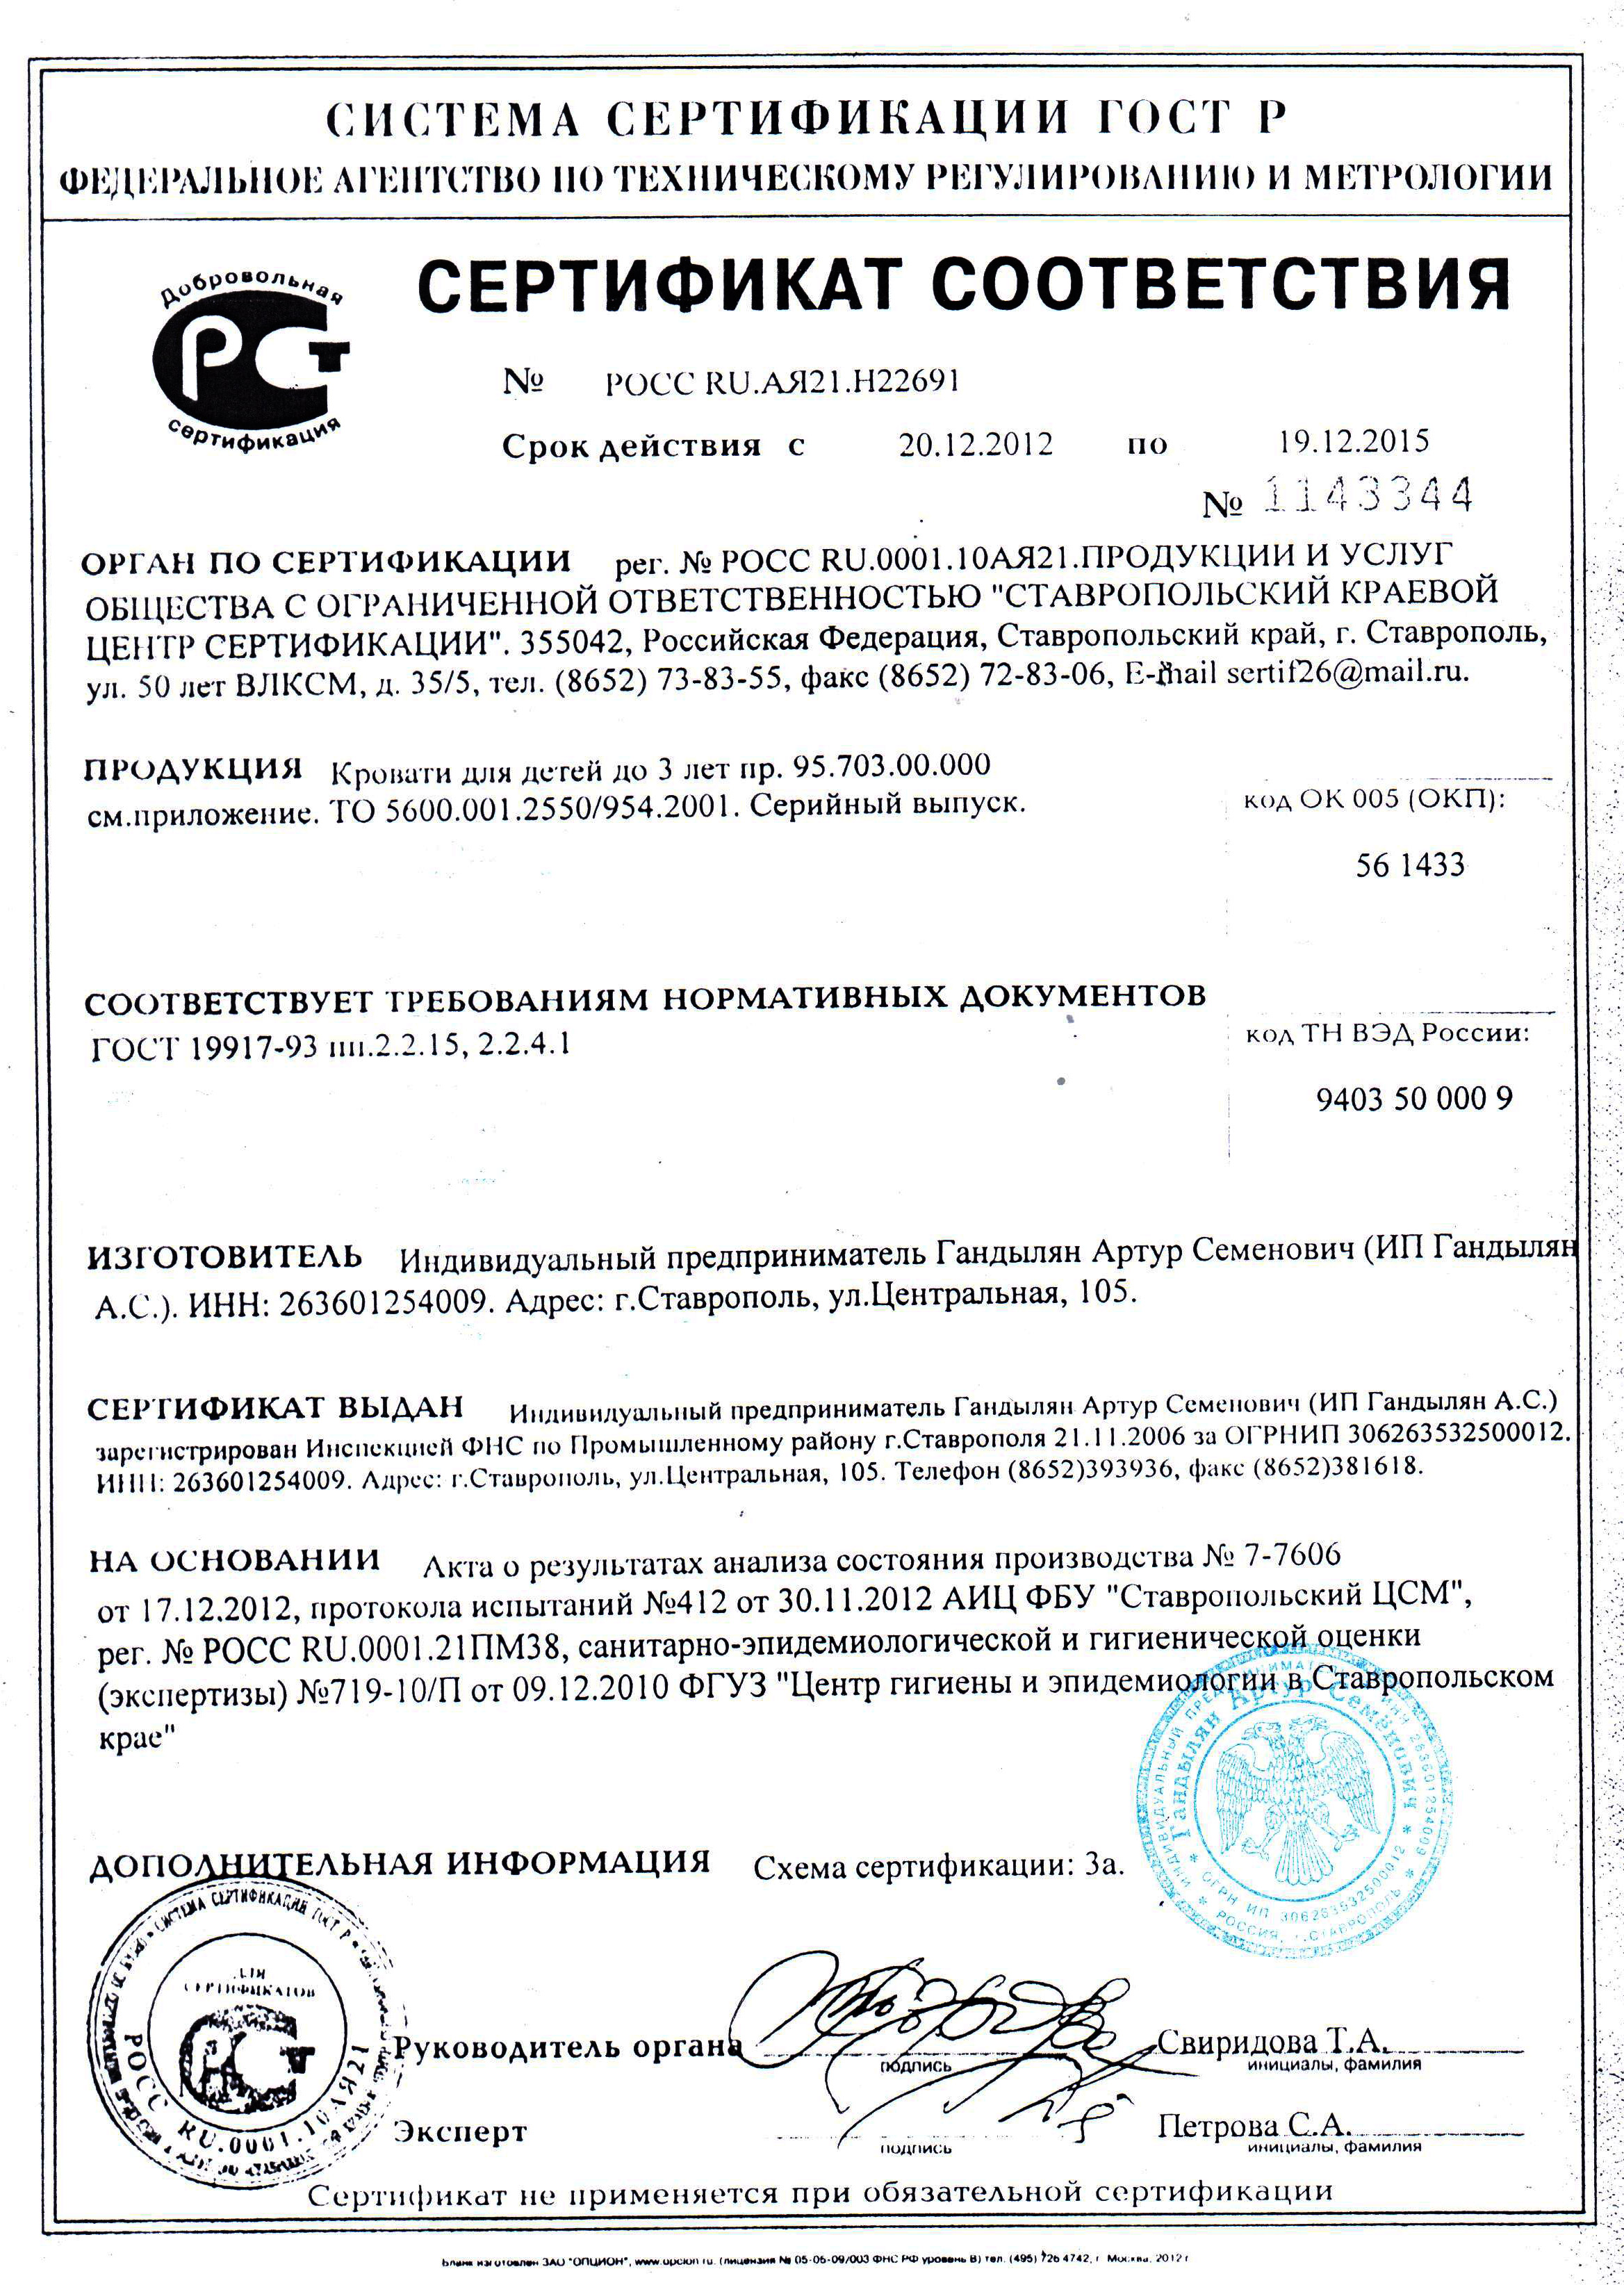 СИСТЕМА СЕРТИФИКАЦИИ ГОСТ Р
ФЕДЕРАЛЬНОЕ АГЕНТСТВО ПО ТЕХНИЧЕСКОМУ РЕГУЛИРОВАНИЮ И МЕТРОЛОГИИ
Добровольная
РСТ
сертификация
СЕРТИФИКАТ СООТВЕТСТВИЯ
№ РОСС RU.АЯ21.Н22691
Срок действия с 20.12.2012 по 19.12.2015
№ 1143344
ОРГАН ПО СЕРТИФИКАЦИИ рег. № РОСС RU.0001.10АЯ21.ПРОДУКЦИИ И УСЛУГ
ОБЩЕСТВА С ОГРАНИЧЕННОЙ ОТВЕТСТВЕННОСТЬЮ "СТАВРОПОЛЬСКИЙ КРАЕВОЙ
ЦЕНТР СЕРТИФИКАЦИИ". 355042, Российская Федерация, Ставропольский край, г. Ставрополь,
ул. 50 лет ВЛКСМ, д. 35/5, тел. (8652) 73-83-55, факс (8652) 72-83-06, E-mail sertif26@mail.ru.
ПРОДУКЦИЯ Кровати для детей до 3 лет пр. 95.703.00.000
см.приложение. ТО 5600.001.2550/954.2001. Серийный выпуск.
код ОК 005 (ОКП):
56 1433
СООТВЕТСТВУЕТ ТРЕБОВАНИЯМ НОРМАТИВНЫХ ДОКУМЕНТОВ
ГОСТ 19917-93 пп.2.2.15, 2.2.4.1
код ТН ВЭД России:
9403 50 000 9
ИЗГОТОВИТЕЛЬ Индивидуальный предприниматель Гандылян Артур Семенович (ИП Гандылян
А.С.). ИНН: 263601254009. Адрес: г.Ставрополь, ул.Центральная, 105.
СЕРТИФИКАТ ВЫДАН Индивидуальный предприниматель Гандылян Артур Семенович (ИП Гандылян А.С.)
зарегистрирован Инспекцией ФНС по Промышленному району г.Ставрополя 21.11.2006 за ОГРНИП 306263532500012.
ИНН: 263601254009. Адрес: г.Ставрополь, ул.Центральная, 105. Телефон (8652)393936, факс (8652)381618.
НА ОСНОВАНИИ Акта о результатах анализа состояния производства № 7-7606
от 17.12.2012, протокола испытаний №412 от 30.11.2012 АИЦ ФБУ "Ставропольский ЦСМ",
рег. № РОСС RU.0001.21ПМ38, санитарно-эпидемиологической и гигиенической оценки
(экспертизы) №719-10/П от 09.12.2010 ФГУЗ "Центр гигиены и эпидемиологии в Ставропольском
крае"
ИНДИВИДУАЛЬНЫЙ ПРЕДПРИНИМАТЕЛЬ ИНН 263601254009
Гандылян Артур Семёнович
ОГРН ИП 306263532500012
РОССИЯ, г.СТАВРОПОЛЬ
ДОПОЛНИТЕЛЬНАЯ ИНФОРМАЦИЯ Схема сертификации: 3а.
СИСТЕМА СЕРТИФИКАЦИИ ГОСТ Р
ДЛЯ
СЕРТИФИКАТОВ
РОСС RU.0001.10АЯ21
Руководитель органа Свиридова Т.А.
подпись инициалы, фамилия
Эксперт Петрова С.А.
подпись инициалы, фамилия
Сертификат не применяется при обязательной сертификации
Бланк изготовлен ЗАО "ОПЦИОН", www.opcion.ru. (лицензия № 05-05-09/003 ФНС РФ уровень В) тел. (495) 726 4742, г. Москва, 2012 г